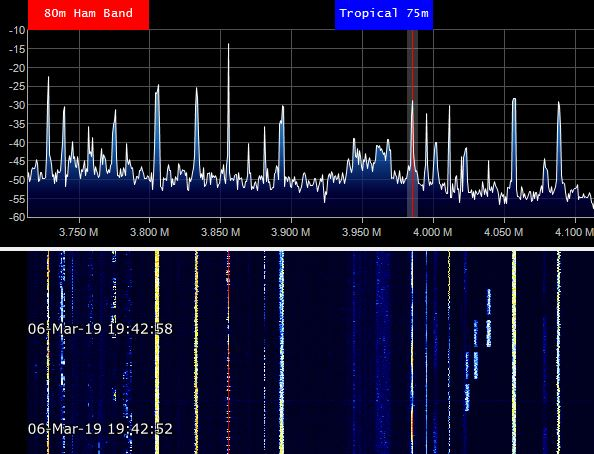 80m Ham Band
Tropical 75m
-10
-15
-20
-25
-30
-35
-40
-45
-50
-55
-60
3.750 M
3.800 M
3.850 M
3.900 M
3.950 M
4.000 M
4.050 M
4.100 M
06-Mar-19 19:42:58
06-Mar-19 19:42:52